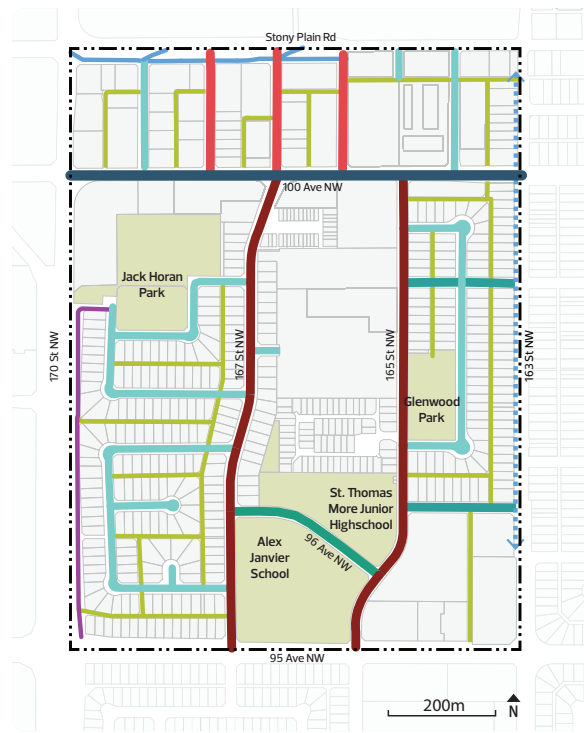 Stony Plain Rd
100 Ave NW
Jack Horan
Park
170 St NW
167 St NW
165 St NW
163 St NW
Glenwood
Park
St. Thomas
More Junior
Highschool
96 Ave NW
Alex
Janvier
School
95 Ave NW
200m
N